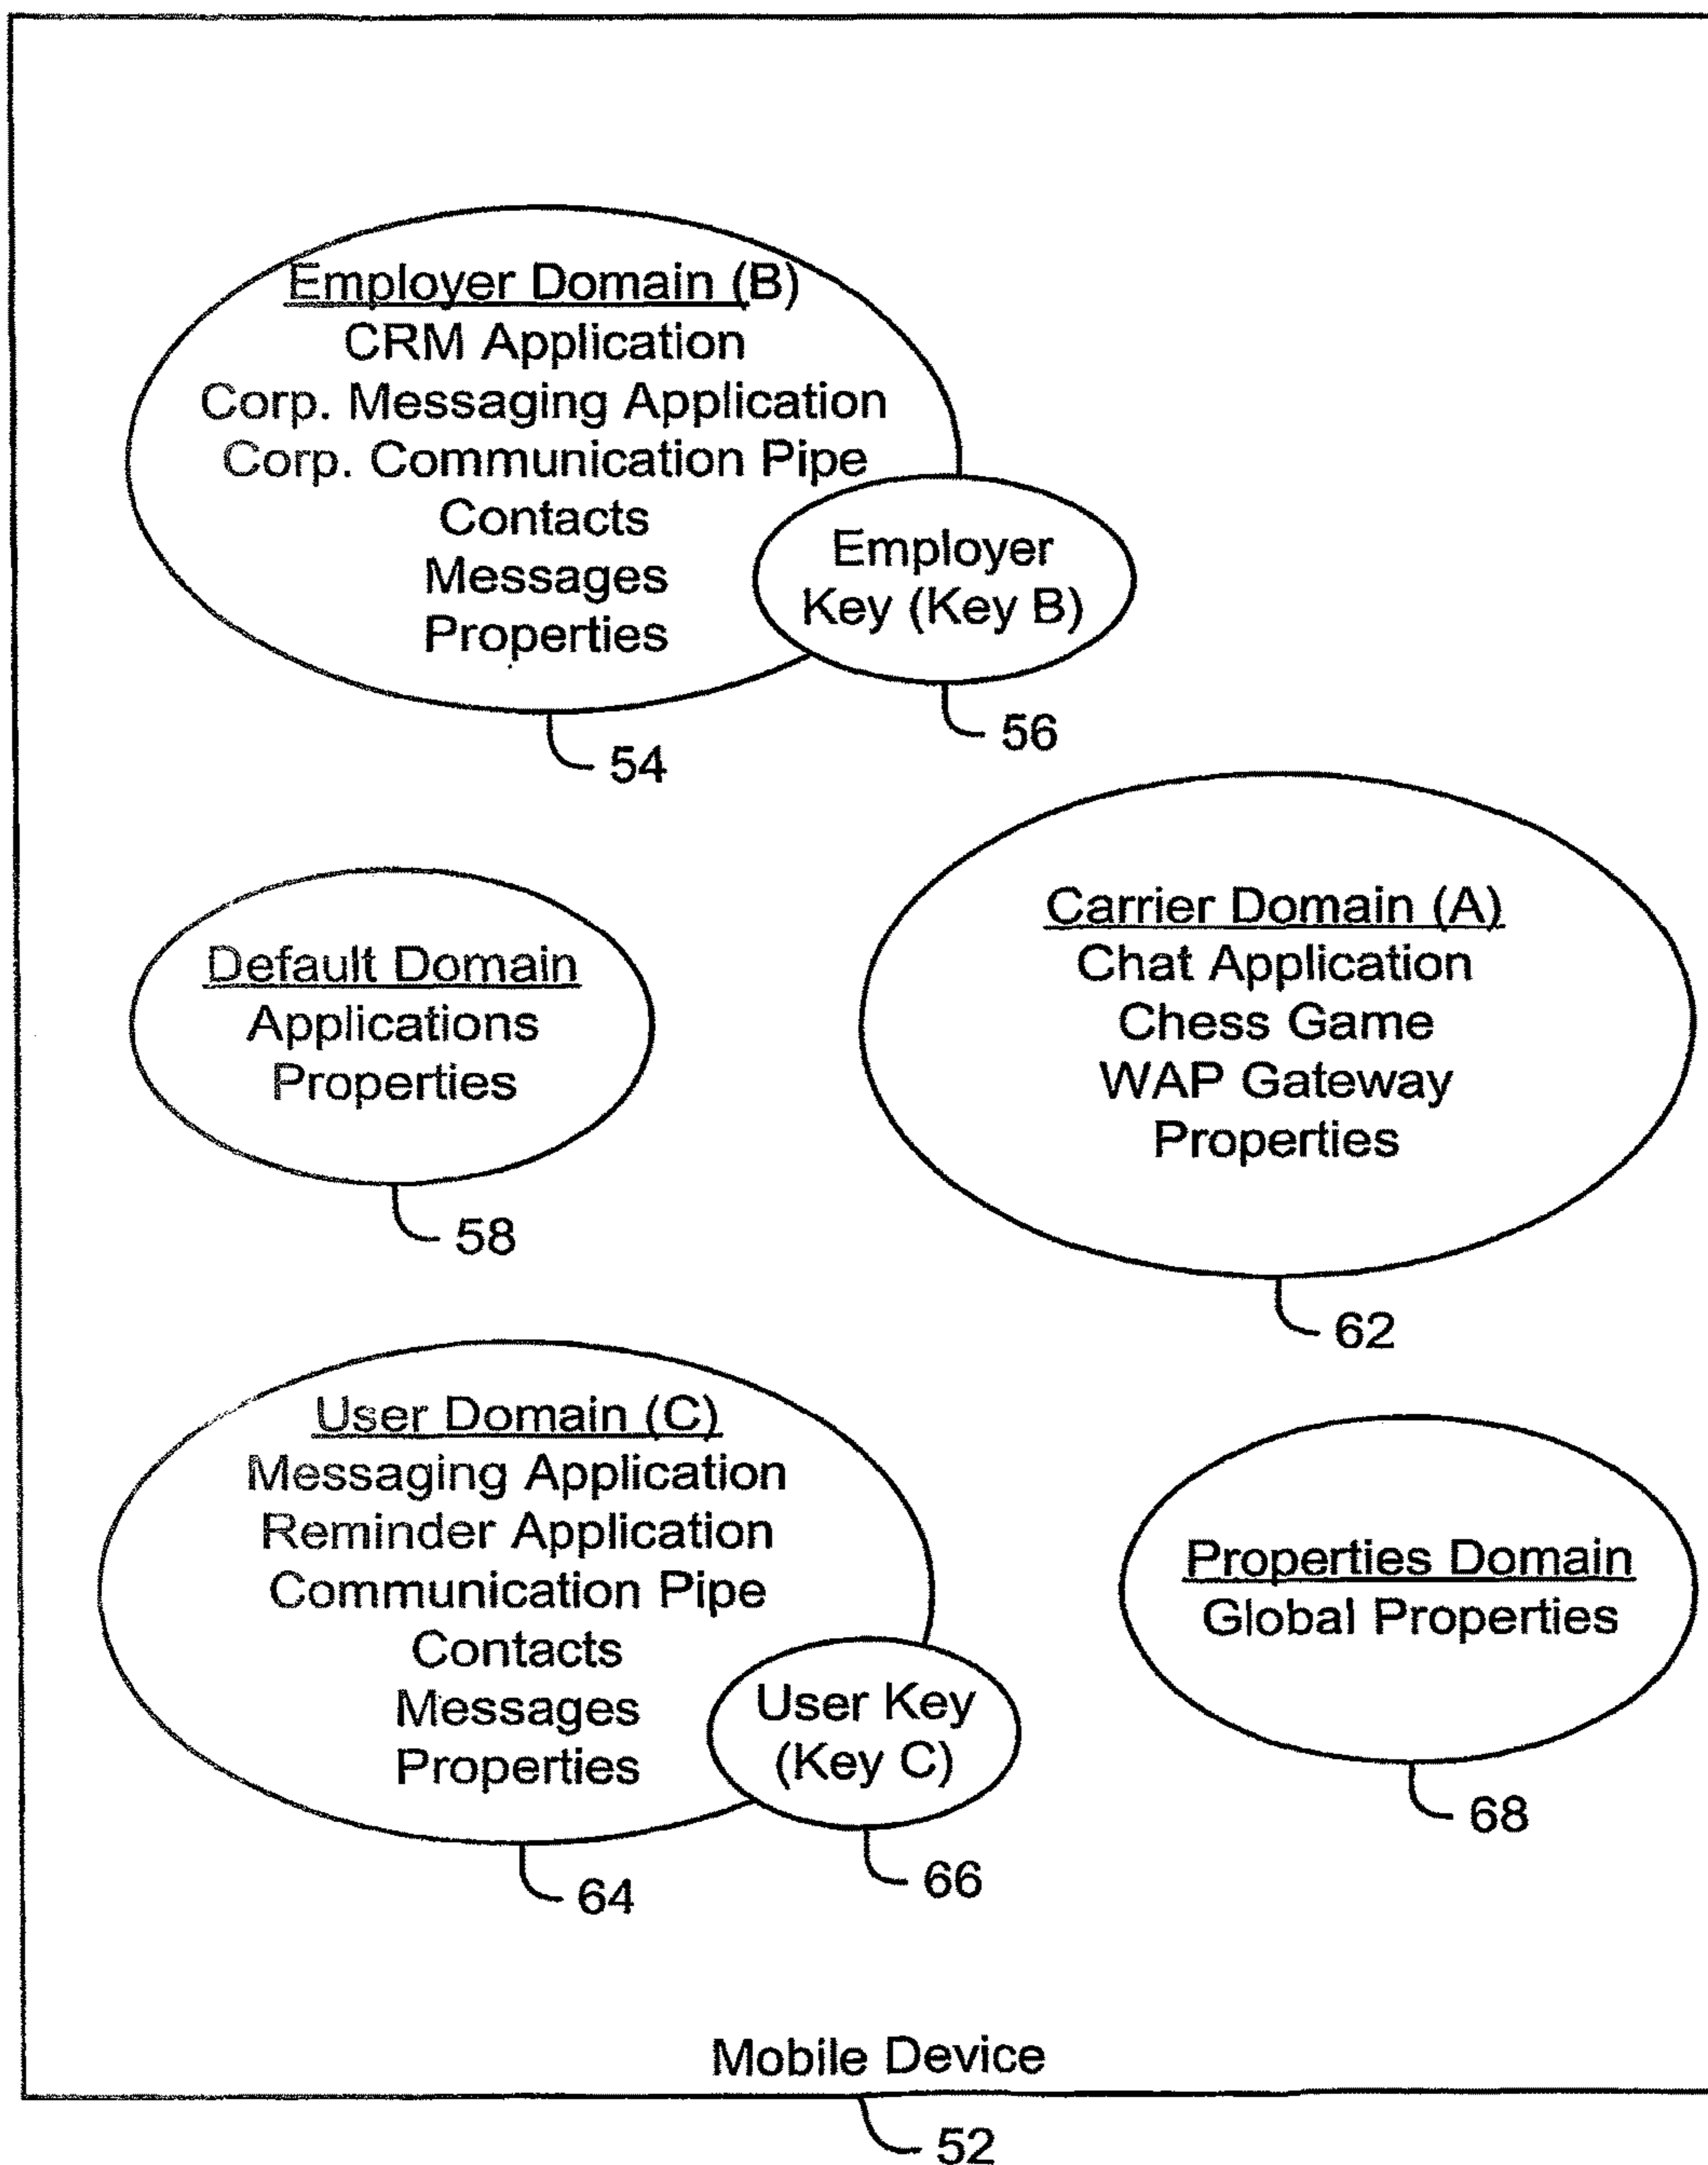 Employer Domain (B)
CRM Application
Corp. Messaging Application
Corp. Communication Pipe
Contacts
Messages
Properties
Employer
Key (Key B)
56
54
Carrier Domain (A)
Chat Application
Chess Game
WAP Gateway
Properties
62
Default Domain
Applications
Properties
58
User Domain (C)
Messaging Application
Reminder Application
Communication Pipe
Contacts
Messages
Properties
User Key
(Key C)
66
64
Properties Domain
Global Properties
68
Mobile Device
52